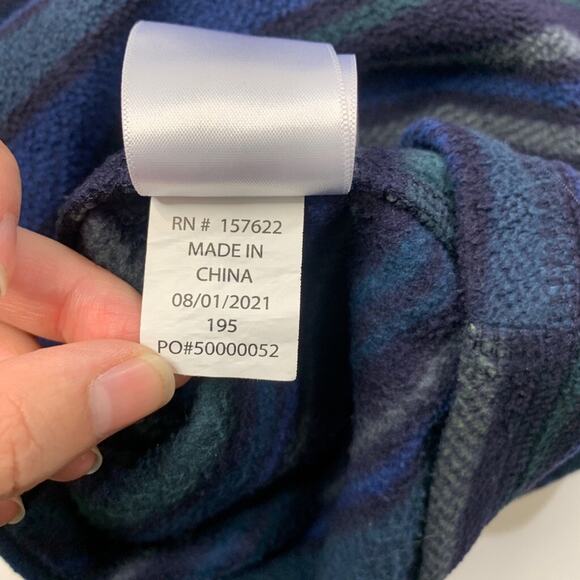 RN # 157622
MADE IN
CHINA
08/01/2021
195
PO#50000052